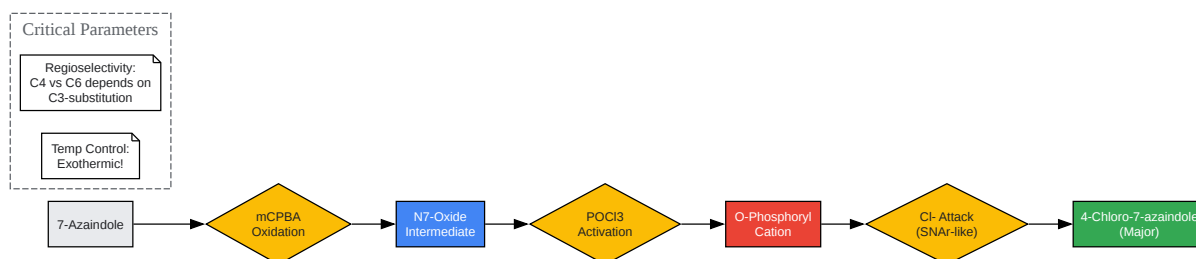 Critical Parameters
Regioselectivity:
C4 vs C6 depends on
C3-substitution
Temp Control:
Exothermic!
7-Azaindole
mCPBA
Oxidation
N7-Oxide
Intermediate
POCl3
Activation
O-Phosphoryl
Cation
Cl- Attack
(SNAr-like)
4-Chloro-7-azaindole
(Major)